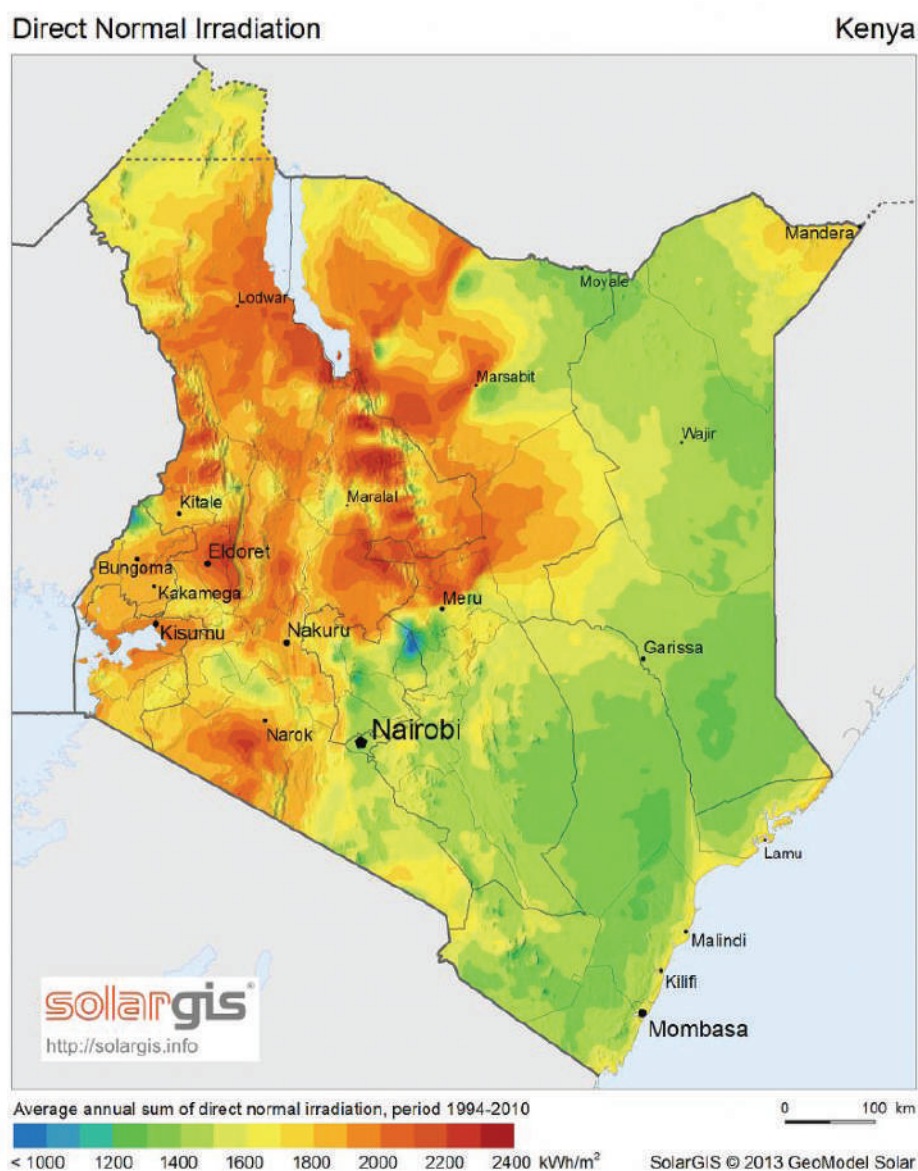 Direct Normal Irradiation
Kenya
Mandera
Moyale
Lodwar
Marsabit
Wajir
Kitale
Maralal
Eldoret
Bungoma
Kakamega
Meru
Kisumu
Nakuru
Garissa
Narok
Nairobi
Lamu
Malindi
Kilifi
Mombasa
solargis®
http://solargis.info
Average annual sum of direct normal irradiation, period 1994-2010
0 100 km
< 1000 1200 1400 1600 1800 2000 2200 2400 kWh/m²
SolarGIS © 2013 GeoModel Solar